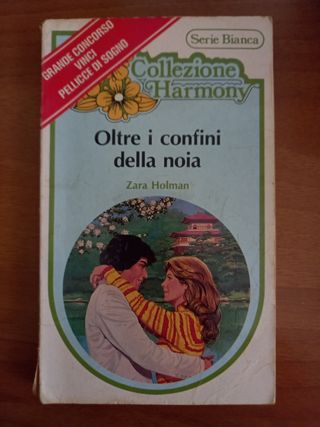 GRANDE CONCORSO
VINCI
PELLICCE DI SOGNO
Serie Bianca
Collezione
Harmony
Oltre i confini
della noia
Zara Holman